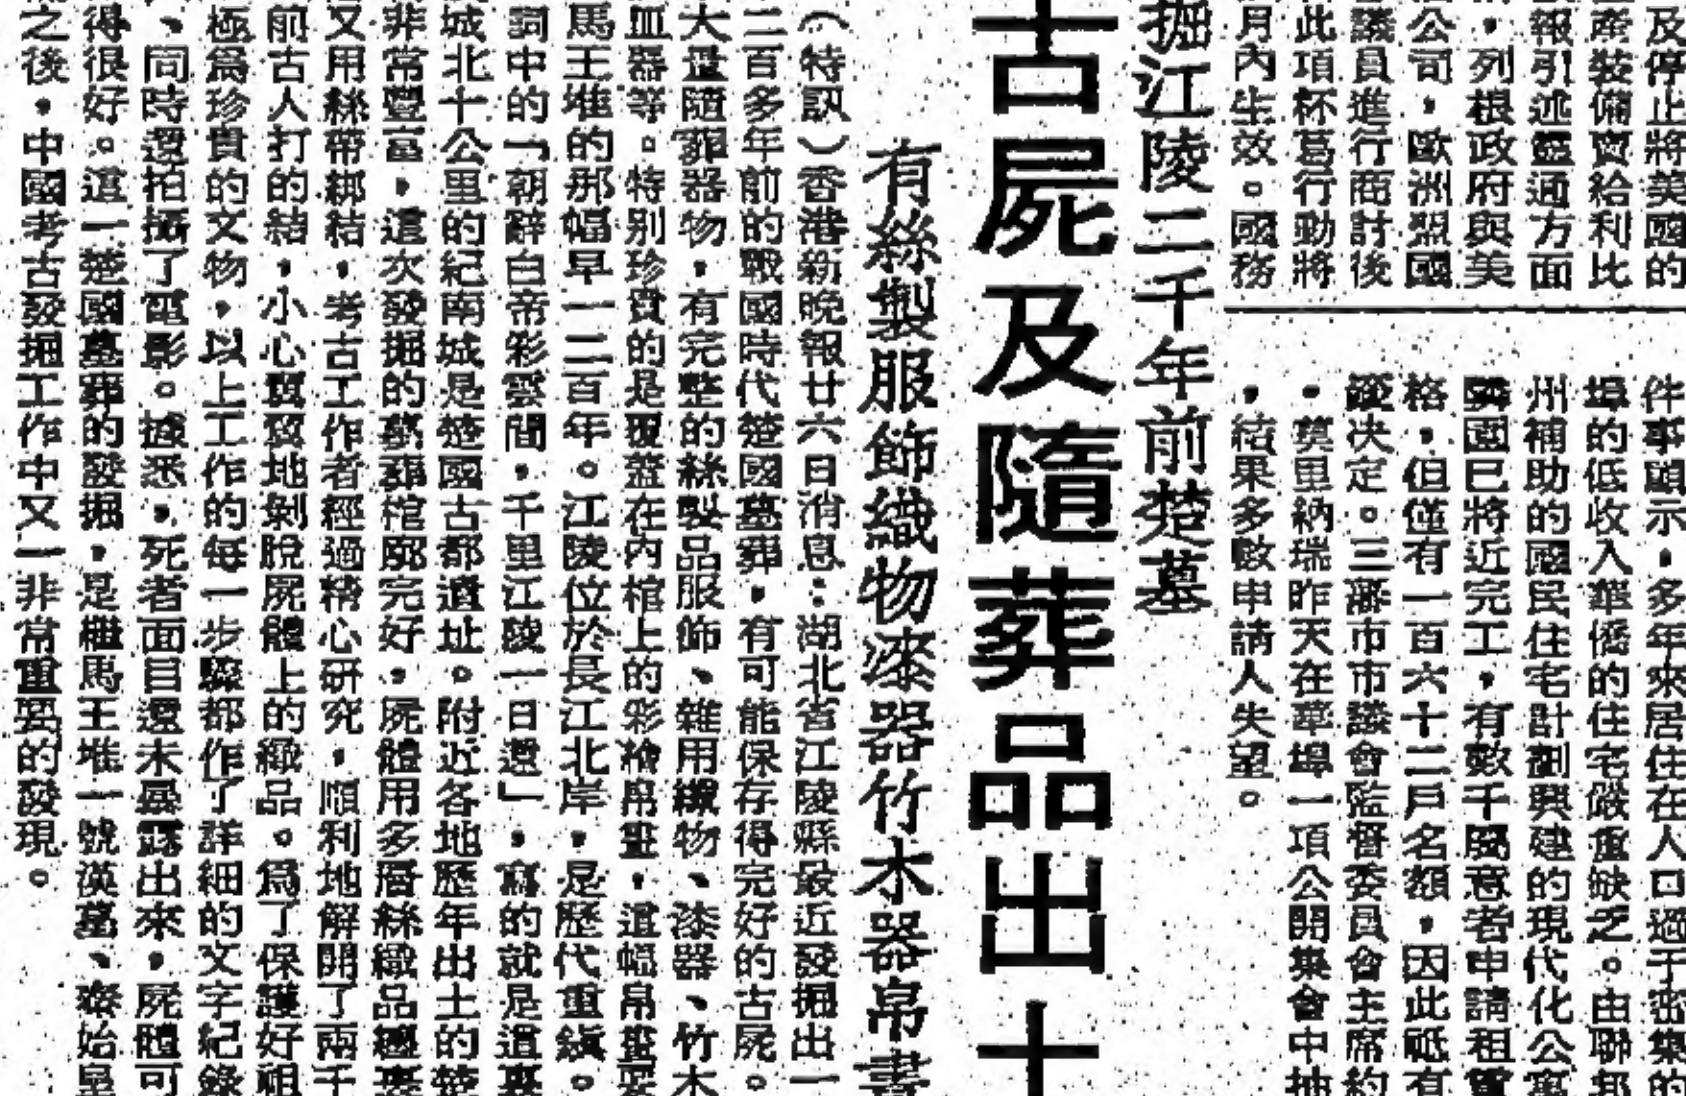 及停止將美國的
產裝備賣給利比
報引述靈通方面
,列根政府與美
公司,歐洲盟國
議員進行商討後
此項杯葛行動將
月內生效。國務
件事顯示,多年來居住在人口過于密集的
埠的低收入華僑的住宅嚴重缺乏。由聯邦
州補助的國民住宅計劃興建的現代化公寓
隣國已將近完工,有數千屬意者申請租賃
格,但僅有一百六十二戶名額,因此祗有
決定。三藩市市議會監督委員會主席約
,莫里納瑞昨天在華埠一項公開集會中抽
,結果多數申請人失望。
掘江陵二千年前楚墓
古屍及隨葬品出土
有絲製服飾織物漆器竹木器帛畫
(特訊)香港新晚報廿六日消息:湖北省江陵縣最近發掘出一
二百多年前的戰國時代楚國墓葬,有可能保存得完好的古屍。
大量隨葬器物,有完整的絲製品服飾、雜用織物、漆器、竹木
皿器等。特別珍貴的是覆蓋在內棺上的彩繪帛畫,這幅帛畫要
馬王堆的那幅早一二百年。江陵位於長江北岸,是歷代重鎮。
詞中的「朝辭白帝彩雲間,千里江陵一日還」,寫的就是這裏
城北十公里的紀南城是楚國古都遺址。附近各地歷年出土的楚
非常豐富,這次發掘的墓葬棺廓完好,屍體用多層絲織品纏裹
又用絲帶綁結,考古工作者經過精心研究,順利地解開了兩千
前古人打的結,小心翼翼地剝脫屍體上的織品。爲了保護好祖
極爲珍貴的文物,以上工作的每一步驟都作了詳細的文字紀錄
、同時還拍攝了電影。據悉,死者面目還未暴露出來,屍體可
得很好。這一楚國墓葬的發掘,是繼馬王堆一號漢墓、秦始皇
之後,中國考古發掘工作中又一非常重要的發現。